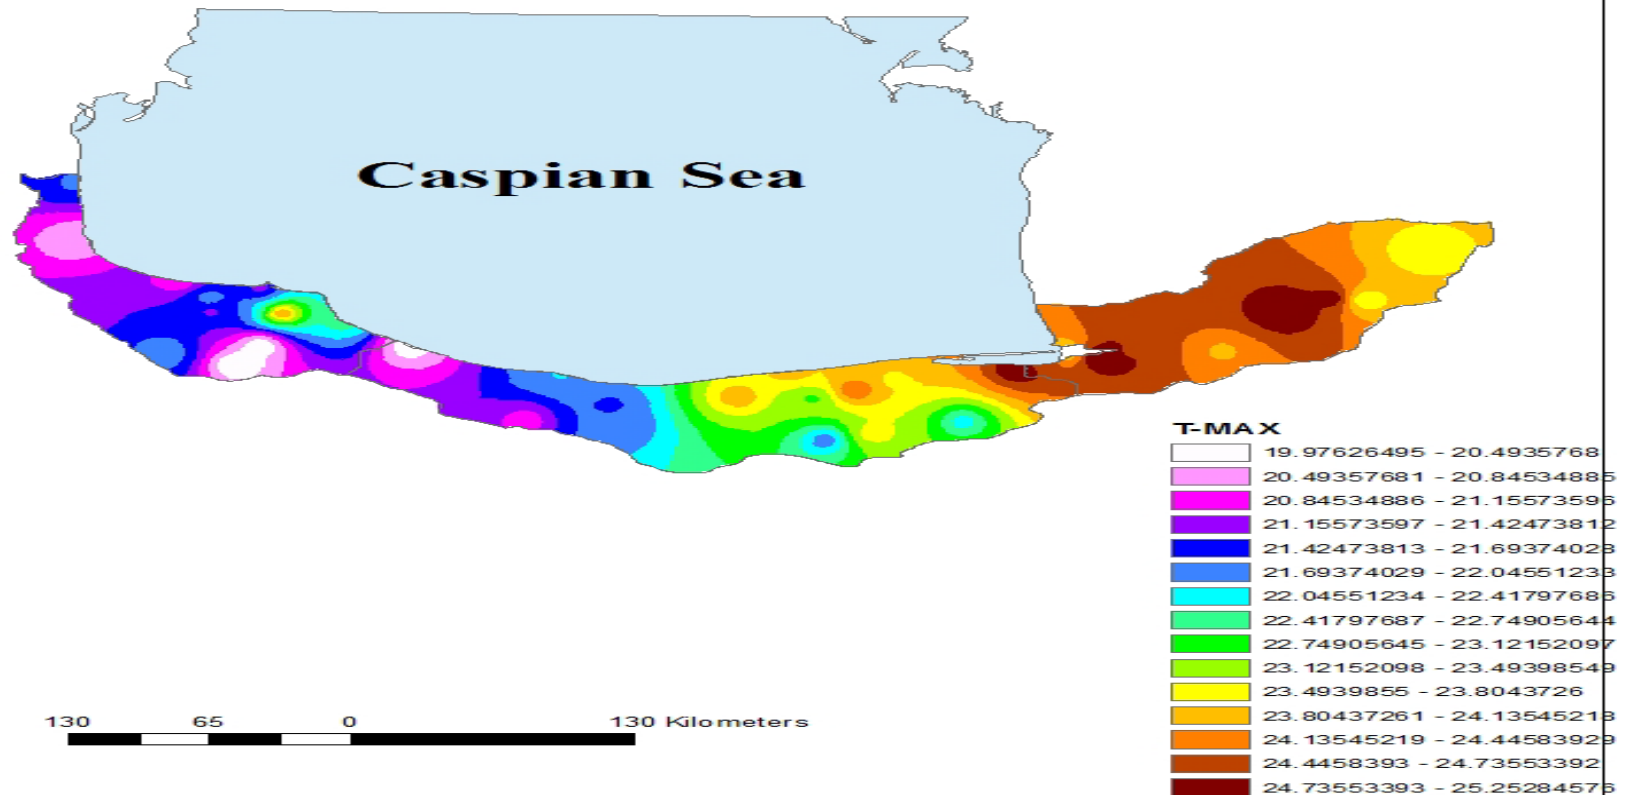 Caspian Sea
T-MAX
19.97626495 - 20.4935768
20.49357681 - 20.84534885
20.84534886 - 21.15573596
21.15573597 - 21.42473812
21.42473813 - 21.69374028
21.69374029 - 22.04551233
22.04551234 - 22.41797686
22.41797687 - 22.74905644
22.74905645 - 23.12152097
23.12152098 - 23.49398549
23.4939855 - 23.8043726
23.80437261 - 24.13545218
24.13545219 - 24.44583929
24.4458393 - 24.73553392
24.73553393 - 25.25284576
130 65 0 130 Kilometers